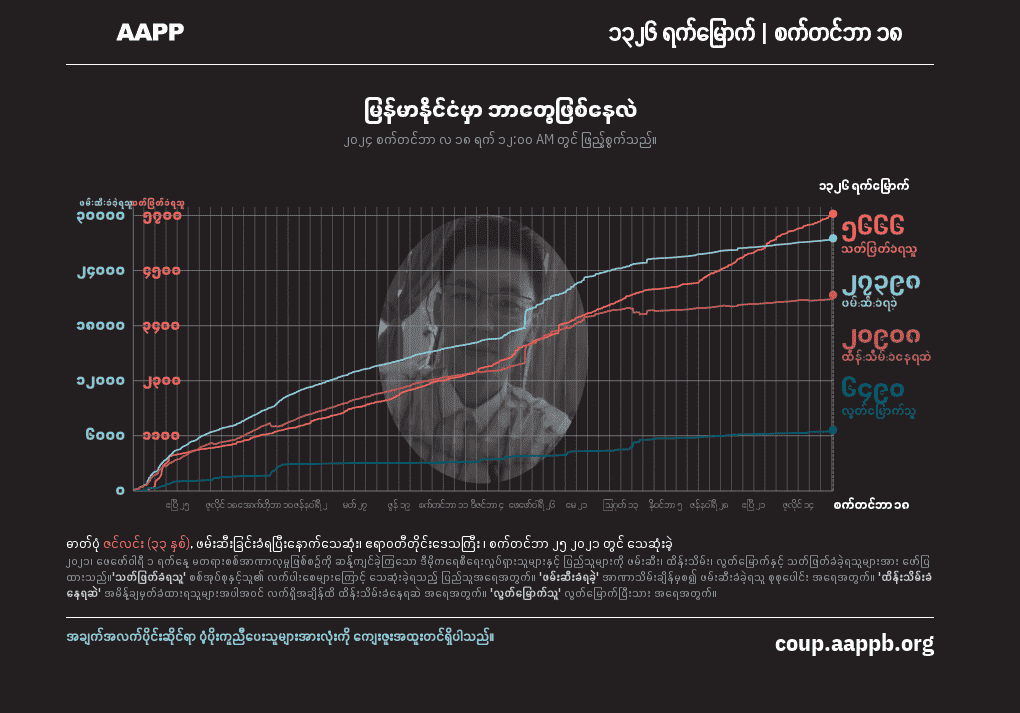 AAPP
၁၃၂၆ ရက်မြောက် | စက်တင်ဘာ ၁၈
မြန်မာနိုင်ငံမှာ ဘာတွေဖြစ်နေလဲ
၂၀၂၄ စက်တင်ဘာ လ ၁၈ ရက် ၁၂:၀၀ AM တွင် ဖြည့်စွက်သည်။
၁၃၂၆ ရက်မြောက်
ဖမ်းဆီးခံခဲ့ရသူ သတ်ဖြတ်ခံရသူ
၃၀၀၀၀ ၅၇၀၀
၅၆၆၆
သတ်ဖြတ်ခံရသူ
၂၄၀၀၀ ၄၅၀၀
၂၇၃၉၈
ဖမ်းဆီးခံရခဲ့
၁၈၀၀၀ ၃၄၀၀
၂၀၉၀၈
ထိန်းသိမ်းခံနေရဆဲ
၁၂၀၀၀ ၂၃၀၀
၆၄၉၀
လွတ်မြောက်သူ
၆၀၀၀ ၁၁၀၀
၀
ဧပြီ ၂၅ ဇူလိုင် ၁၈ အောက်တိုဘာ ၁၀ ဇန်နဝါရီ ၂ မတ် ၂၇ ဇွန် ၁၉ စက်တင်ဘာ ၁၁ ဒီဇင်ဘာ ၄ ဖေဖော်ဝါရီ ၂၆ မေ ၂၁ ဩဂုတ် ၁၃ နိုဝင်ဘာ ၅ ဇန်နဝါရီ ၂၈ ဧပြီ ၂၁ ဇူလိုင် ၁၄ စက်တင်ဘာ ၁၈
ဓာတ်ပုံ ဇင်လင်း (၃၃ နှစ်), ဖမ်းဆီးခြင်းခံရပြီးနောက်သေဆုံး၊ ဧရာဝတီတိုင်းဒေသကြီး ၊ စက်တင်ဘာ ၂၅ ၂၀၂၁ တွင် သေဆုံးခဲ့
၂၀၂၁၊ ဖေဖော်ဝါရီ ၁ ရက်နေ့ မတရားစစ်အာဏာလုမှုဖြစ်စဉ်ကို ဆန့်ကျင်ခဲ့ကြသော ဒီမိုကရေစီရေးလှုပ်ရှားသူများနှင့် ပြည်သူများကို ဖမ်းဆီး၊ ထိန်းသိမ်း၊ လွတ်မြောက်နှင့် သတ်ဖြတ်ခံခဲ့ရသူများအား ဖော်ပြ
ထားသည်။'သတ်ဖြတ်ခံရသူ' စစ်အုပ်စုနှင့်သူ၏ လက်ပါးစေများကြောင့် သေဆုံးခဲ့ရသည့် ပြည်သူအရေအတွက်။ 'ဖမ်းဆီးခံရခဲ့' အာဏာသိမ်းချိန်မှစ၍ ဖမ်းဆီးခံခဲ့ရသူ စုစုပေါင်း အရေအတွက်။ 'ထိန်းသိမ်းခံ
နေရဆဲ' အမိန့်ချမှတ်ခံထားရသူများအပါအဝင် လက်ရှိအချိန်ထိ ထိန်းသိမ်းခံနေရဆဲ အရေအတွက်။ 'လွတ်မြောက်သူ' လွတ်မြောက်ပြီးသား အရေအတွက်။
အချက်အလက်ပိုင်းဆိုင်ရာ ပံ့ပိုးကူညီပေးသူများအားလုံးကို ကျေးဇူးအထူးတင်ရှိပါသည်။
coup.aappb.org